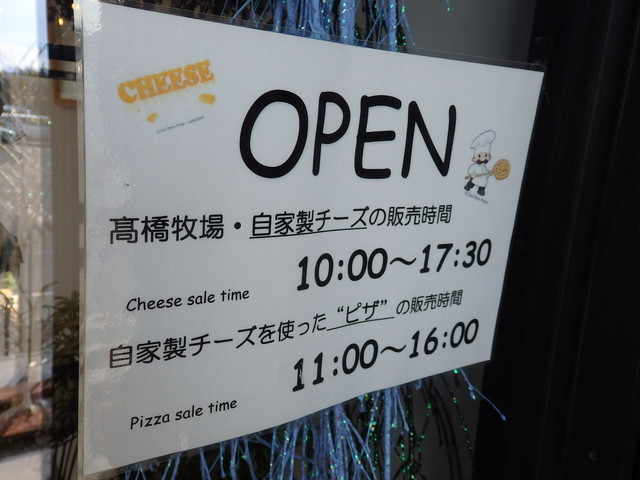 CHEESE
OPEN
髙橋牧場・自家製チーズの販売時間
10:00～17:30
Cheese sale time
自家製チーズを使った“ピザ”の販売時間
11:00～16:00
Pizza sale time